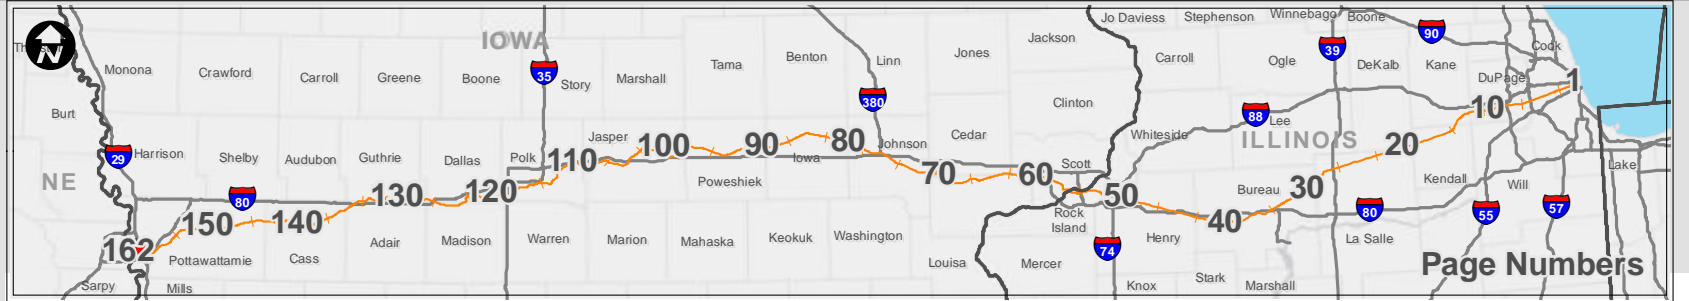 Jo Daviess Stephenson Winnebago Boone
90
N IOWA Jackson 39 Cock
Monona Crawford Carroll Greene Boone 35 Story Marshall Tama Benton Linn Jones Carroll Ogle DeKalb Kane DuPage 1
380 Clinton 10
Burt 88 Lee
Jasper 100 90 80 Johnson Cedar Whiteside ILLINOIS 20
29 Harrison Shelby Audubon Guthrie Dallas Polk 110 Iowa Scott Lake
NE Poweshiek 70 60 Bureau 30 Kendall Will
80 130 120 50 80 55 57
150 140 Rock Island 40
162 Adair Madison Warren Marion Mahaska Keokuk Washington Henry La Salle
Pottawattamie Cass Louisa Mercer 74 Page Numbers
Sarpy Mills Knox Stark Marshall